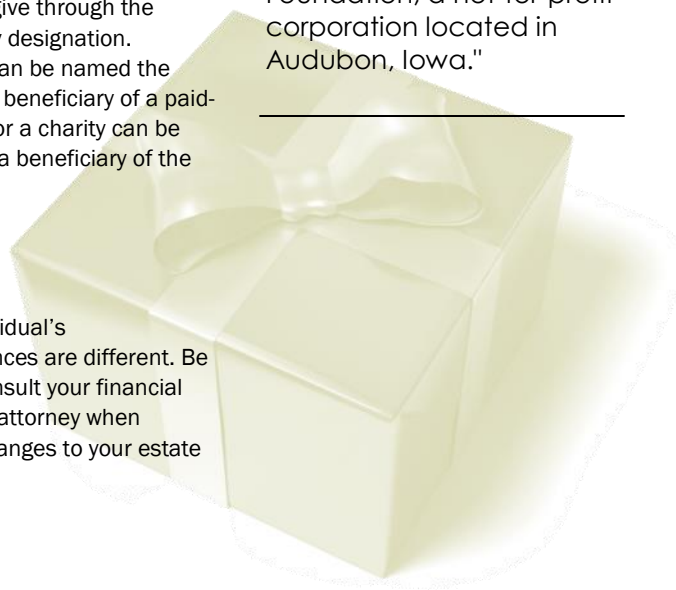 give through the
designation.
an be named the
beneficiary of a paid-
or a charity can be
a beneficiary of the
vidual's
nces are different. Be
nsult your financial
attorney when
anges to your estate
corporation located in
Audubon, Iowa."